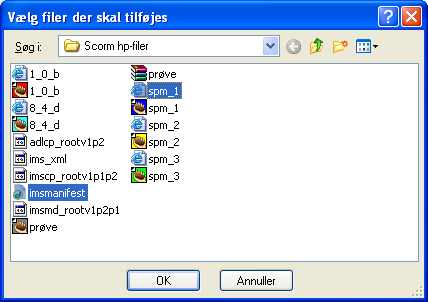 Vælg filer der skal tilføjes
Søg i:
Scorm hp-filer
1_0_b
1_0_b
8_4_d
8_4_d
adlcp_rootv1p2
ims_xml
imscp_rootv1p1p2
imsmanifest
imsmd_rootv1p2p1
prøve
prøve
spm_1
spm_1
spm_2
spm_2
spm_3
spm_3
OK
Annuller